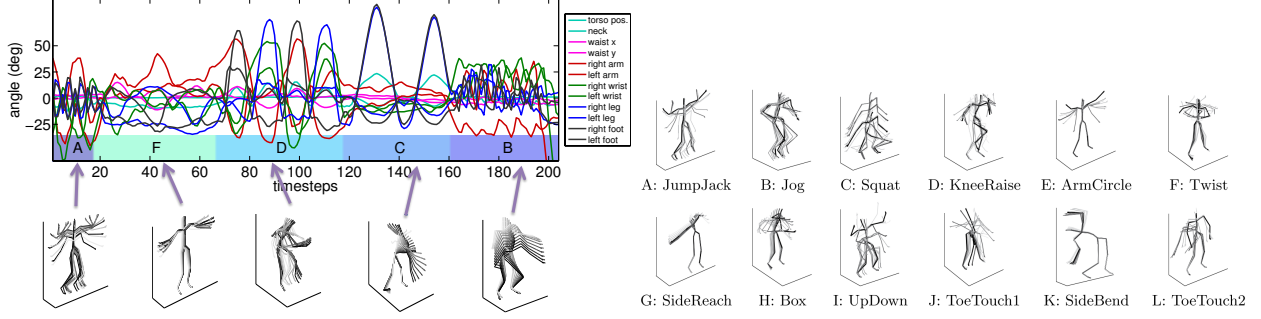 angle (deg)
50
25
0
−25
A
F
D
C
B
20
40
60
80
100
120
140
160
180
200
timesteps
torso pos.
neck
waist x
waist y
right arm
left arm
right wrist
left wrist
right leg
left leg
right foot
left foot
A: JumpJack
B: Jog
C: Squat
D: KneeRaise
E: ArmCircle
F: Twist
G: SideReach
H: Box
I: UpDown
J: ToeTouch1
K: SideBend
L: ToeTouch2